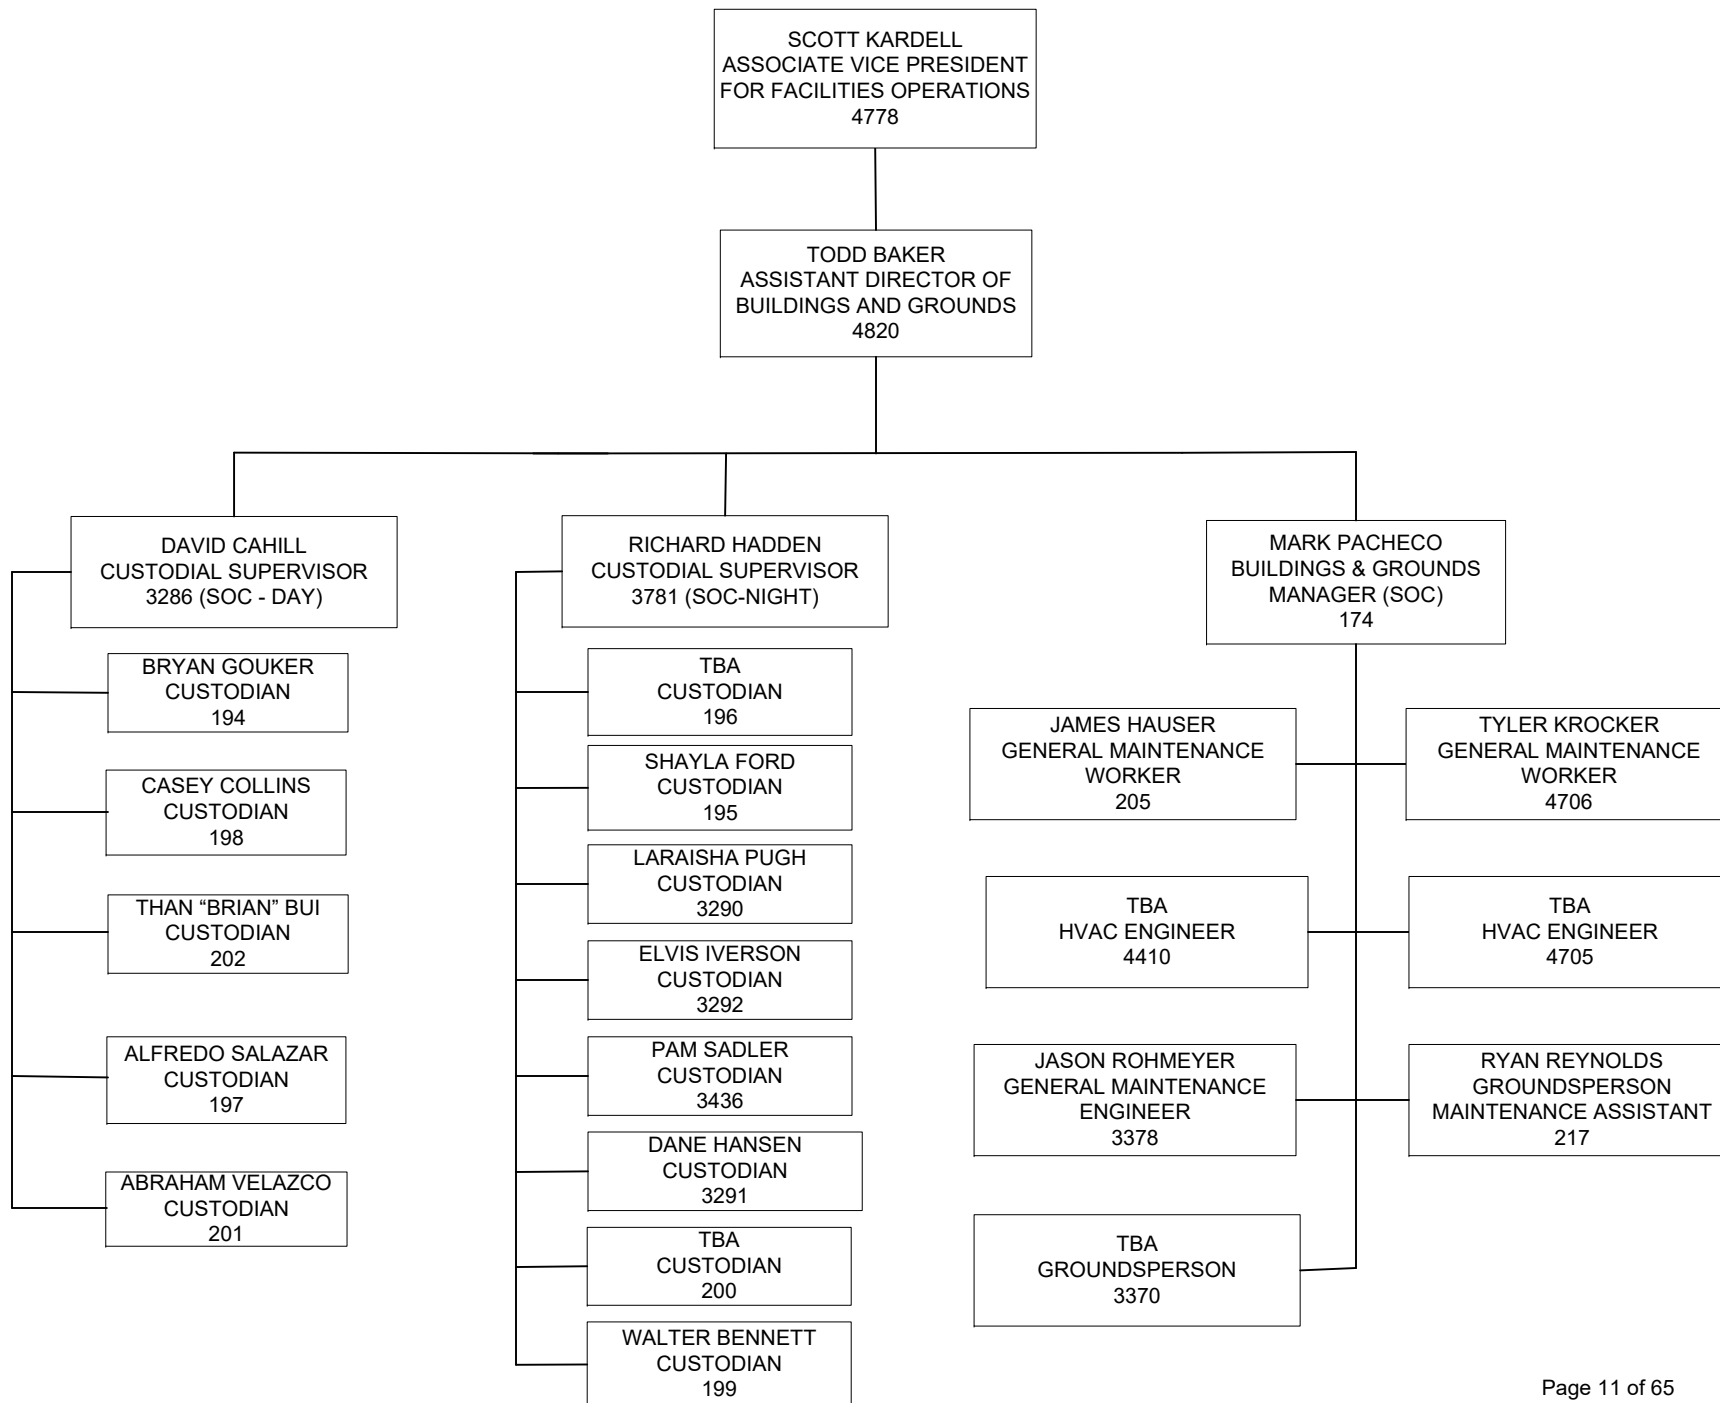 SCOTT KARDELL
ASSOCIATE VICE PRESIDENT
FOR FACILITIES OPERATIONS
4778
TODD BAKER
ASSISTANT DIRECTOR OF
BUILDINGS AND GROUNDS
4820
DAVID CAHILL
CUSTODIAL SUPERVISOR
3286 (SOC - DAY)
BRYAN GOUKER
CUSTODIAN
194
CASEY COLLINS
CUSTODIAN
198
THAN “BRIAN” BUI
CUSTODIAN
202
ALFREDO SALAZAR
CUSTODIAN
197
ABRAHAM VELAZCO
CUSTODIAN
201
RICHARD HADDEN
CUSTODIAL SUPERVISOR
3781 (SOC-NIGHT)
TBA
CUSTODIAN
196
SHAYLA FORD
CUSTODIAN
195
LARAISHA PUGH
CUSTODIAN
3290
ELVIS IVERSON
CUSTODIAN
3292
PAM SADLER
CUSTODIAN
3436
DANE HANSEN
CUSTODIAN
3291
TBA
CUSTODIAN
200
WALTER BENNETT
CUSTODIAN
199
MARK PACHECO
BUILDINGS & GROUNDS
MANAGER (SOC)
174
JAMES HAUSER
GENERAL MAINTENANCE
WORKER
205
TYLER KROCKER
GENERAL MAINTENANCE
WORKER
4706
TBA
HVAC ENGINEER
4410
TBA
HVAC ENGINEER
4705
JASON ROHMEYER
GENERAL MAINTENANCE
ENGINEER
3378
RYAN REYNOLDS
GROUNDSPERSON
MAINTENANCE ASSISTANT
217
TBA
GROUNDSPERSON
3370
Page 11 of 65